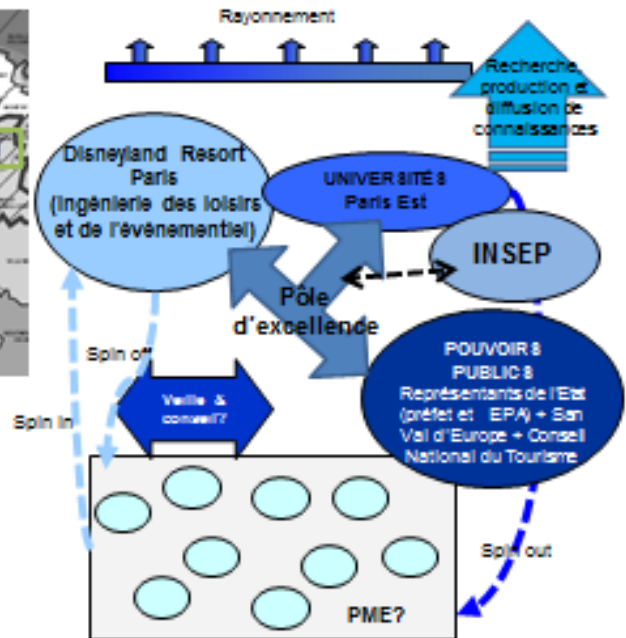 Rayonnement
Recherche,
production et
diffusion de
connaissances
Disneyland Resort
Paris
(Ingénierie des loisirs
et de l'évènementiel)
UNIVERSITÉS
Paris Est
INSEP
Pôle
d'excellence
POUVOIRS
PUBLICS
Représentants de l'Etat
(préfet et EPA) + San
Val d'Europe + Conseil
National du Tourisme
Spin off
Veille &
conseil?
Spin in
Spin out
PME?